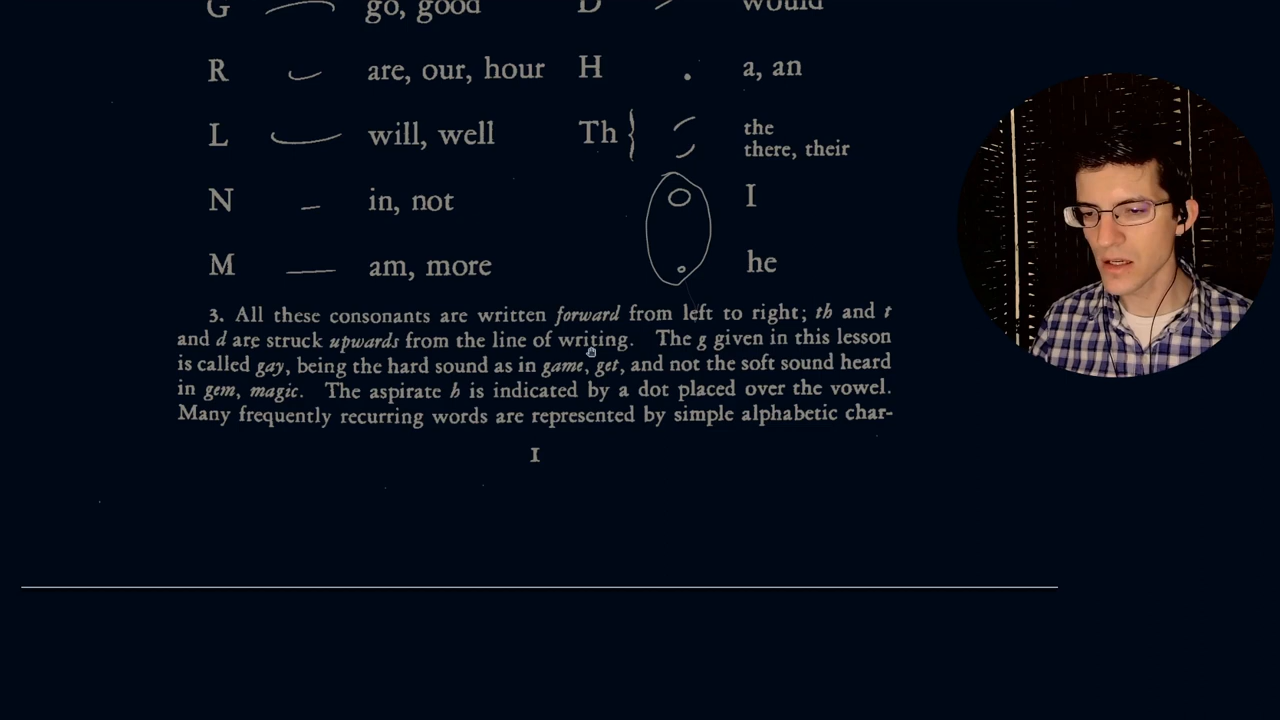 G go, good D would
R are, our, hour H a, an
L will, well Th { the
there, their
N in, not I
M am, more he
3. All these consonants are written forward from left to right; th and t
and d are struck upwards from the line of writing. The g given in this lesson
is called gay, being the hard sound as in game, get, and not the soft sound heard
in gem, magic. The aspirate h is indicated by a dot placed over the vowel.
Many frequently recurring words are represented by simple alphabetic char-
1